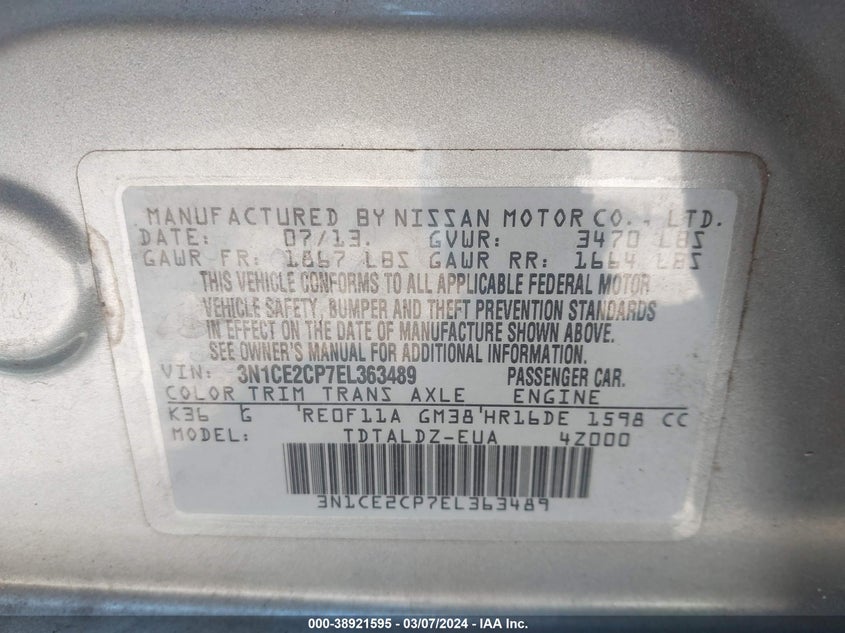 MANUFACTURED BY NISSAN MOTOR CO., LTD.
DATE: 07/13. GVWR: 3470 LBS
GAWR FR: 1867 LBS GAWR RR: 1664 LBS
THIS VEHICLE CONFORMS TO ALL APPLICABLE FEDERAL MOTOR
VEHICLE SAFETY, BUMPER AND THEFT PREVENTION STANDARDS
IN EFFECT ON THE DATE OF MANUFACTURE SHOWN ABOVE.
SEE OWNER'S MANUAL FOR ADDITIONAL INFORMATION.
VIN: 3N1CE2CP7EL363489 PASSENGER CAR.
COLOR TRIM TRANS AXLE ENGINE
K36 G RE0F11A GM38 HR16DE 1598 CC
MODEL: TDTALDZ-EUA 4Z000
3N1CE2CP7EL363489
000-38921595 - 03/07/2024 - IAA Inc.